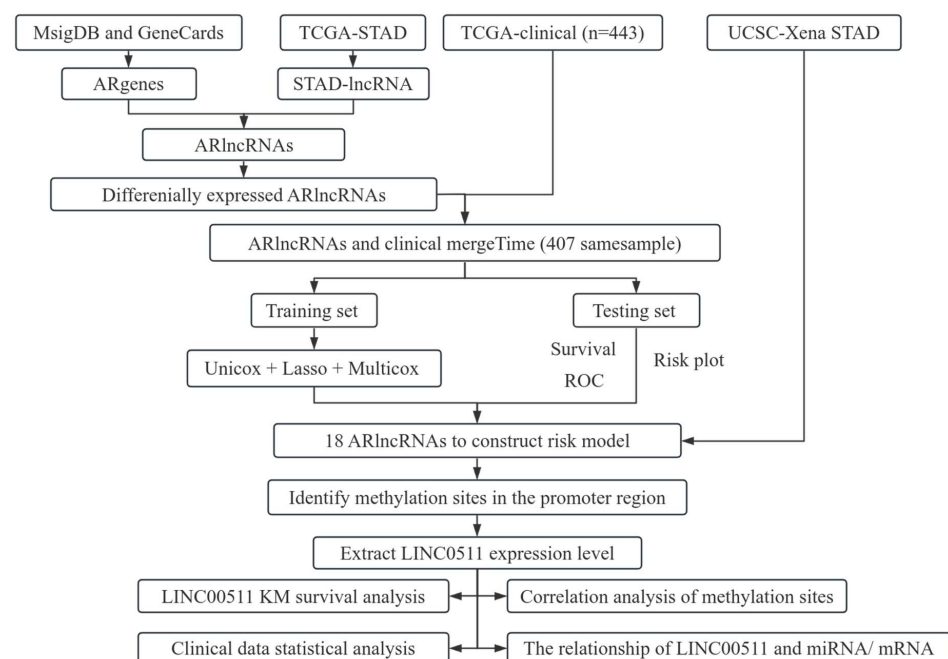 MsigDB and GeneCards
TCGA-STAD
TCGA-clinical (n=443)
UCSC-Xena STAD
ARgenes
STAD-lncRNA
ARlncRNAs
Differenially expressed ARlncRNAs
ARlncRNAs and clinical mergeTime (407 samesample)
Training set
Testing set
Unicox + Lasso + Multicox
Survival
ROC
Risk plot
18 ARlncRNAs to construct risk model
Identify methylation sites in the promoter region
Extract LINC0511 expression level
LINC00511 KM survival analysis
Correlation analysis of methylation sites
Clinical data statistical analysis
The relationship of LINC00511 and miRNA/ mRNA